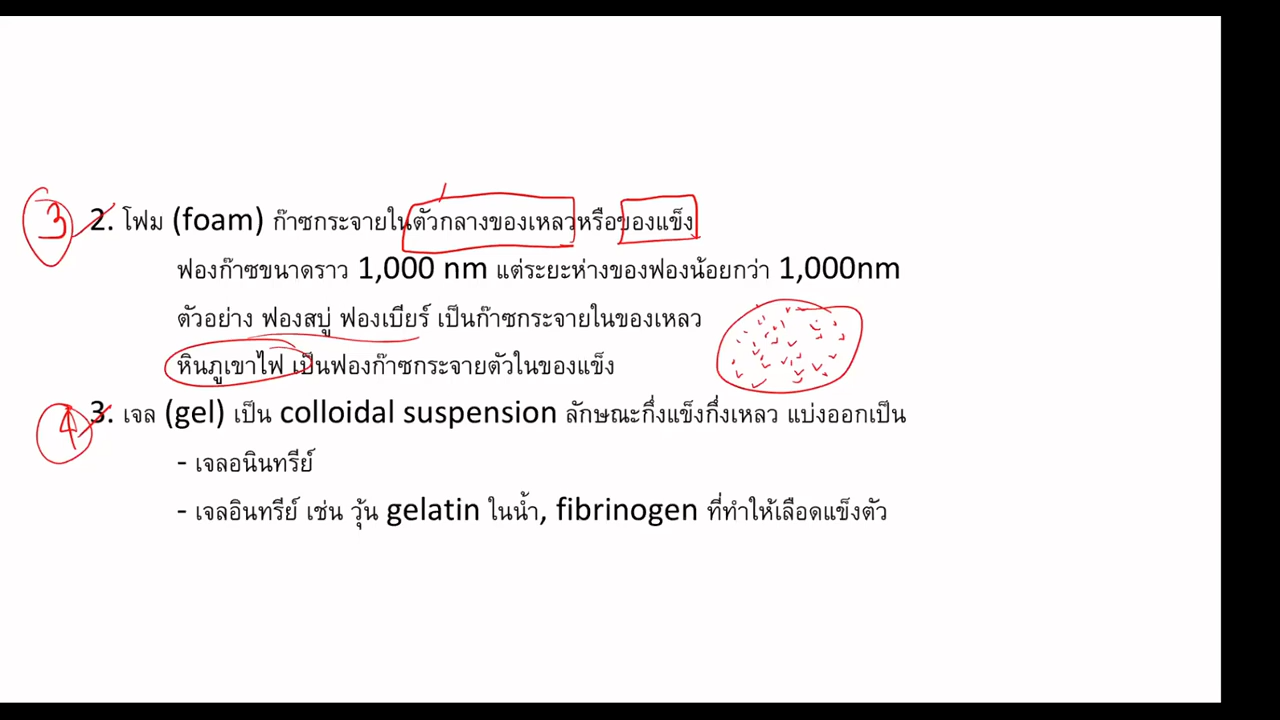 3 2. โฟม (foam) ก๊าซกระจายในตัวกลางของเหลวหรือของแข็ง
ฟองก๊าซขนาดราว 1,000 nm แต่ระยะห่างของฟองน้อยกว่า 1,000nm
ตัวอย่าง ฟองสบู่ ฟองเบียร์ เป็นก๊าซกระจายในของเหลว
หินภูเขาไฟ เป็นฟองก๊าซกระจายตัวในของแข็ง
4 3. เจล (gel) เป็น colloidal suspension ลักษณะกึ่งแข็งกึ่งเหลว แบ่งออกเป็น
- เจลอนินทรีย์
- เจลอินทรีย์ เช่น วุ้น gelatin ในน้ำ, fibrinogen ที่ทำให้เลือดแข็งตัว